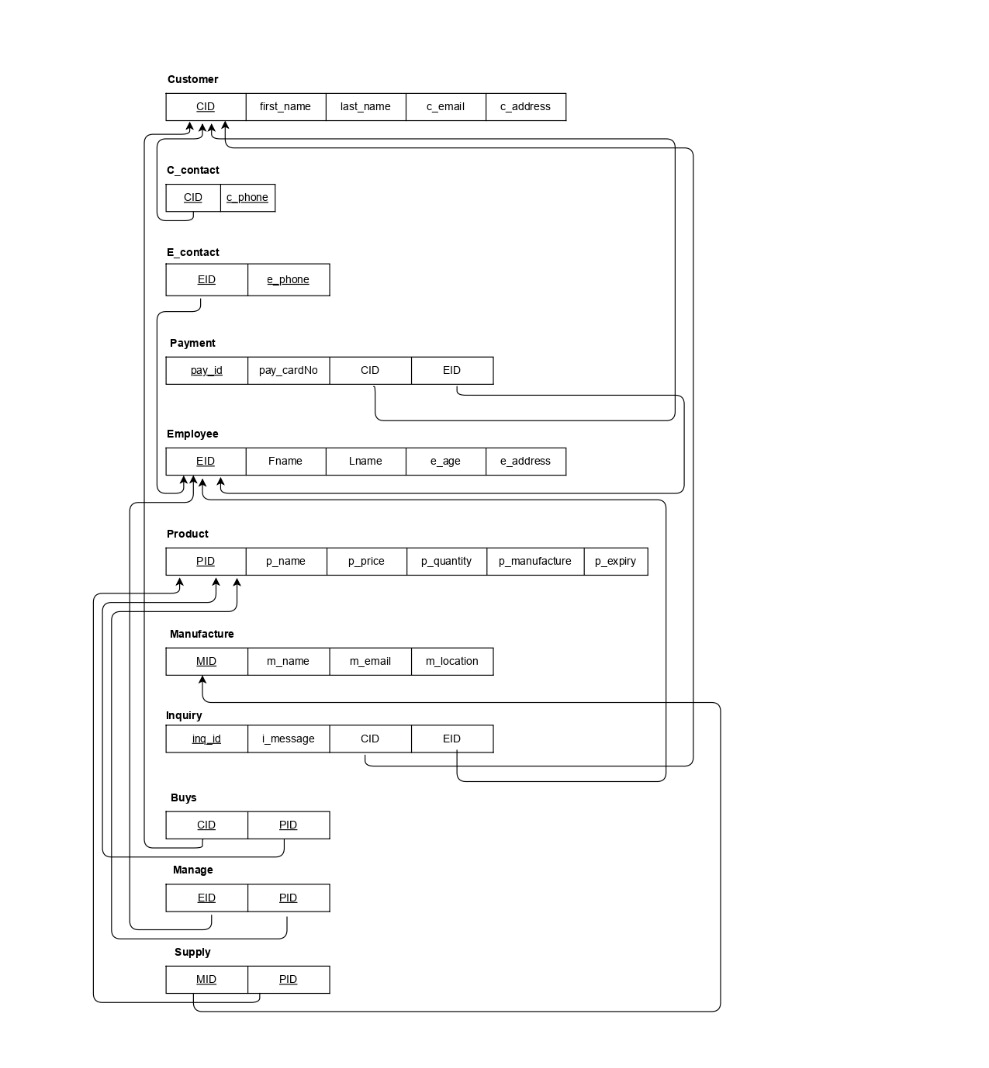 Customer
CID first_name last_name c_email c_address
C_contact
CID c_phone
E_contact
EID e_phone
Payment
pay_id pay_cardNo CID EID
Employee
EID Fname Lname e_age e_address
Product
PID p_name p_price p_quantity p_manufacture p_expiry
Manufacture
MID m_name m_email m_location
Inquiry
inq_id i_message CID EID
Buys
CID PID
Manage
EID PID
Supply
MID PID